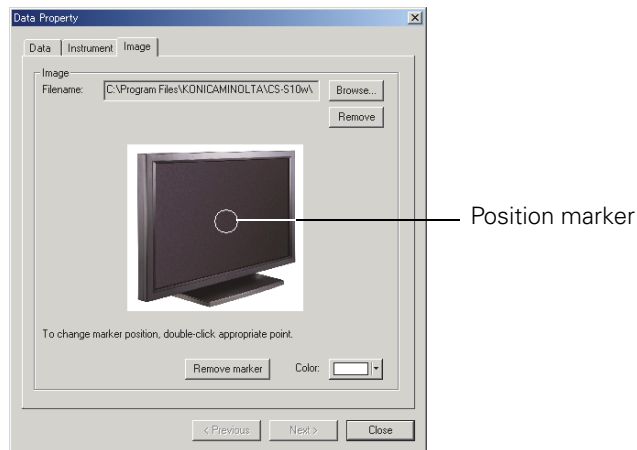 Data Property
Data Instrument Image
Image
Filename: C:\Program Files\KONICAMINOLTA\CS-S10w\ Browse...
Remove
Position marker
To change marker position, double-click appropriate point.
Remove marker Color:
< Previous Next > Close